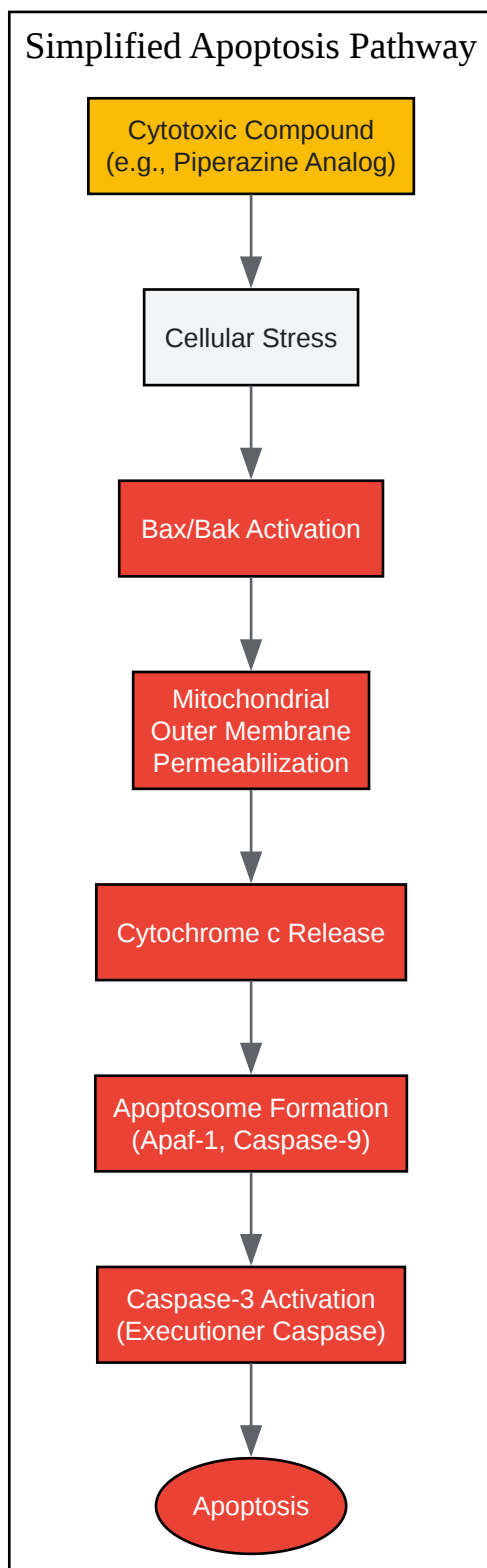 Simplified Apoptosis Pathway
Cytotoxic Compound
(e.g., Piperazine Analog)
Cellular Stress
Bax/Bak Activation
Mitochondrial
Outer Membrane
Permeabilization
Cytochrome c Release
Apoptosome Formation
(Apaf-1, Caspase-9)
Caspase-3 Activation
(Executioner Caspase)
Apoptosis